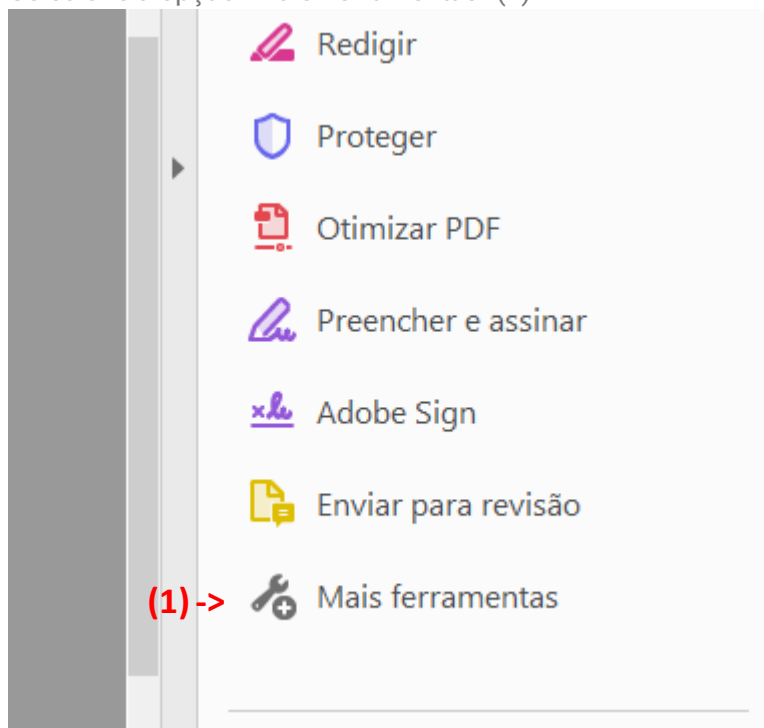 Redigir
Proteger
Otimizar PDF
Preencher e assinar
Adobe Sign
Enviar para revisão
(1) -> Mais ferramentas